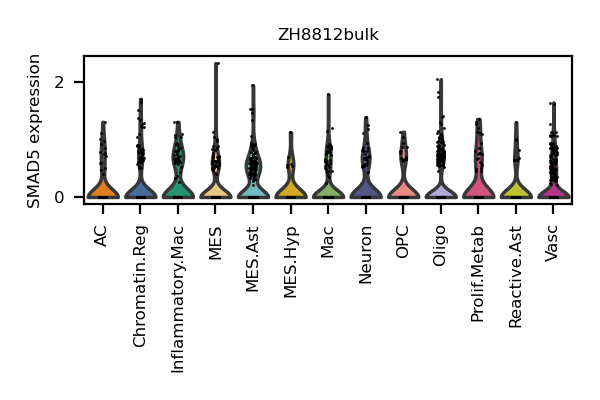 ZH8812bulk
SMAD5 expression
2
0
AC
Chromatin.Reg
Inflammatory.Mac
MES
MES.Ast
MES.Hyp
Mac
Neuron
OPC
Oligo
Prolif.Metab
Reactive.Ast
Vasc